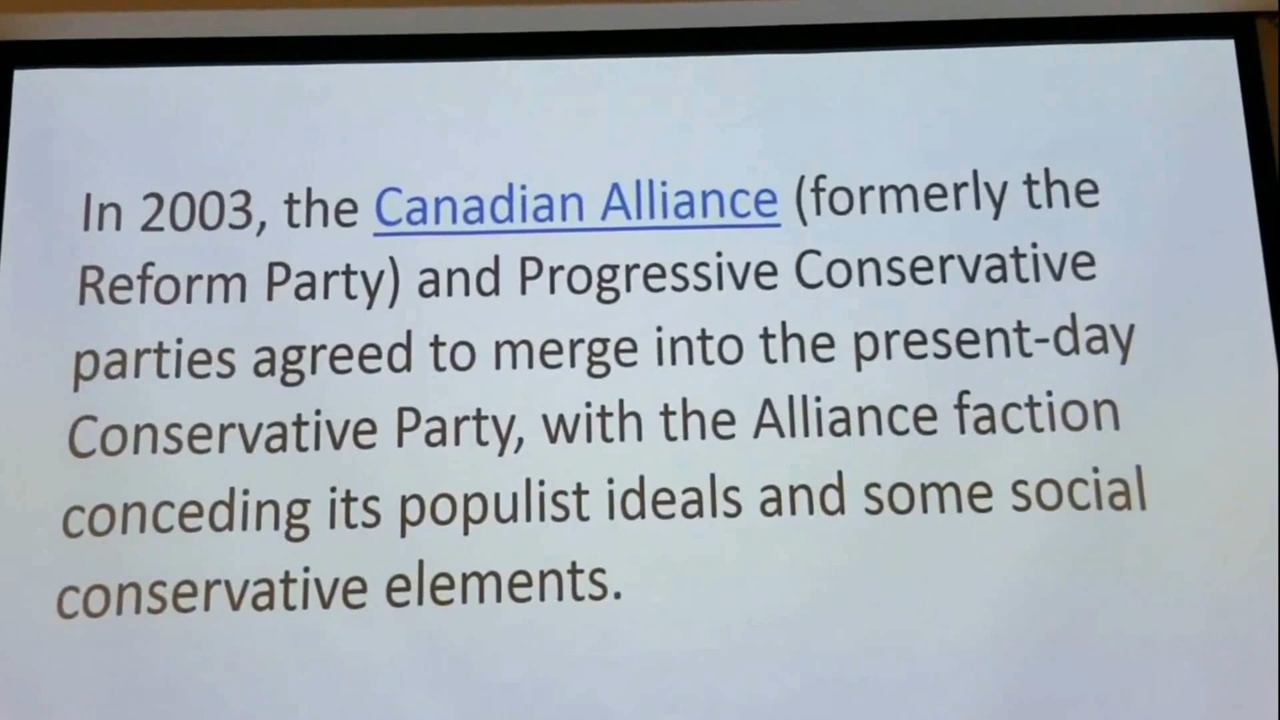 In 2003, the Canadian Alliance (formerly the
Reform Party) and Progressive Conservative
parties agreed to merge into the present-day
Conservative Party, with the Alliance faction
conceding its populist ideals and some social
conservative elements.